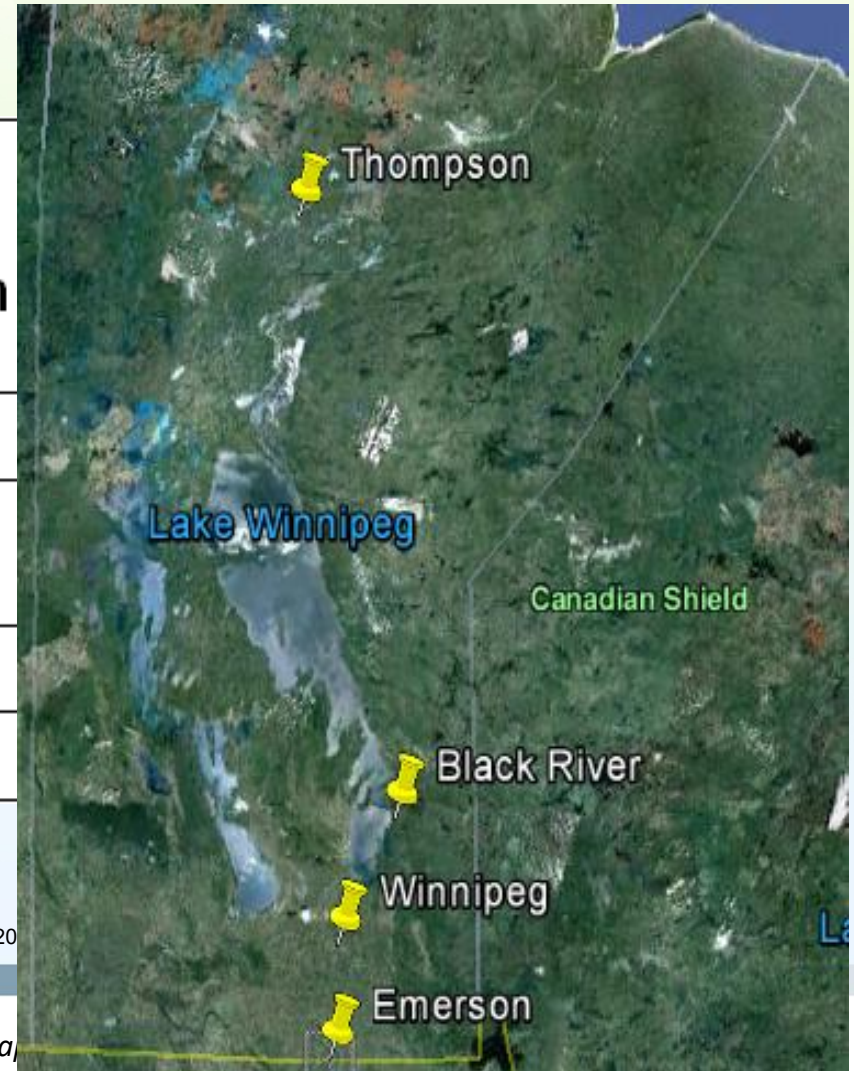 Thompson
Lake Winnipeg
Canadian Shield
Black River
Winnipeg
Emerson